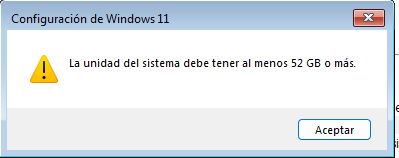 Configuración de Windows 11
La unidad del sistema debe tener al menos 52 GB o más.
Aceptar